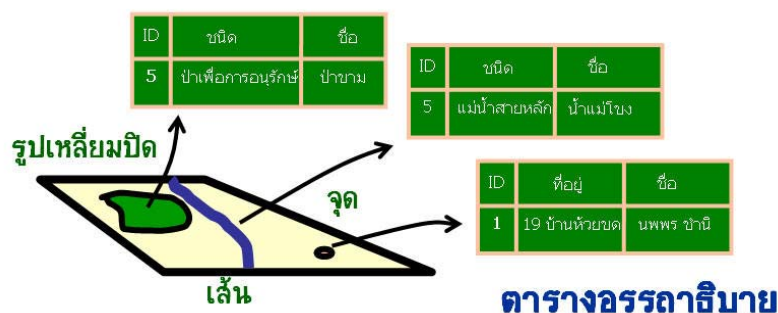 ID ชนิด ชื่อ
5 ป่าเพื่อการอนุรักษ์ ป่าขาม
ID ชนิด ชื่อ
5 แม่น้ำสายหลัก น้ำแม่โขง
รูปเหลี่ยมปิด
ID ที่อยู่ ชื่อ
1 19 บ้านห้วยขด นพพร ชำนิ
จุด
เส้น
ตารางอรรถาธิบาย